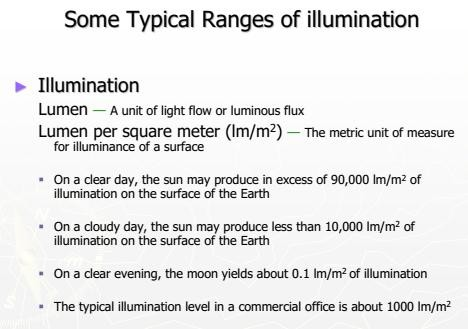 Some Typical Ranges of illumination
► Illumination
Lumen — A unit of light flow or luminous flux
Lumen per square meter (lm/m²) — The metric unit of measure
for illuminance of a surface
▪ On a clear day, the sun may produce in excess of 90,000 lm/m² of
illumination on the surface of the Earth
▪ On a cloudy day, the sun may produce less than 10,000 lm/m² of
illumination on the surface of the Earth
▪ On a clear evening, the moon yields about 0.1 lm/m² of illumination
▪ The typical illumination level in a commercial office is about 1000 lm/m²
N
S